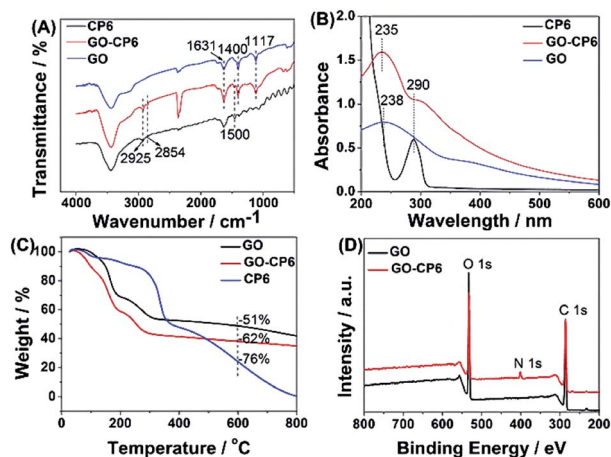 (A)
CP6
GO-CP6
GO
1631 1400 1117
1500
2925 2854
Transmittance / %
4000 3000 2000 1000
Wavenumber / cm-1
(B)
CP6
GO-CP6
GO
235
238
290
Absorbance
2.0
1.5
1.0
0.5
0.0
200 300 400 500 600
Wavelength / nm
(C)
GO
GO-CP6
CP6
-51%
-62%
-76%
Weight / %
100
80
60
40
20
0
0 200 400 600 800
Temperature / °C
(D)
GO
GO-CP6
O 1s
N 1s
C 1s
Intensity / a.u.
800 700 600 500 400 300 200
Binding Energy / eV